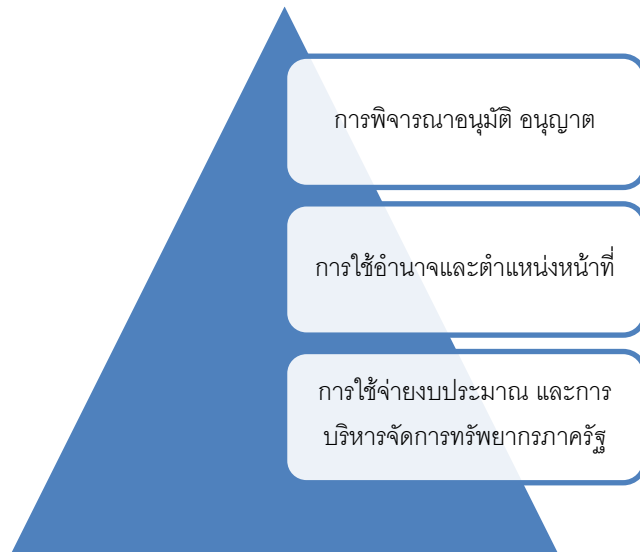 การพิจารณาอนุมัติ อนุญาต
การใช้อำนาจและตำแหน่งหน้าที่
การใช้จ่ายงบประมาณ และการ
บริหารจัดการทรัพยากรภาครัฐ